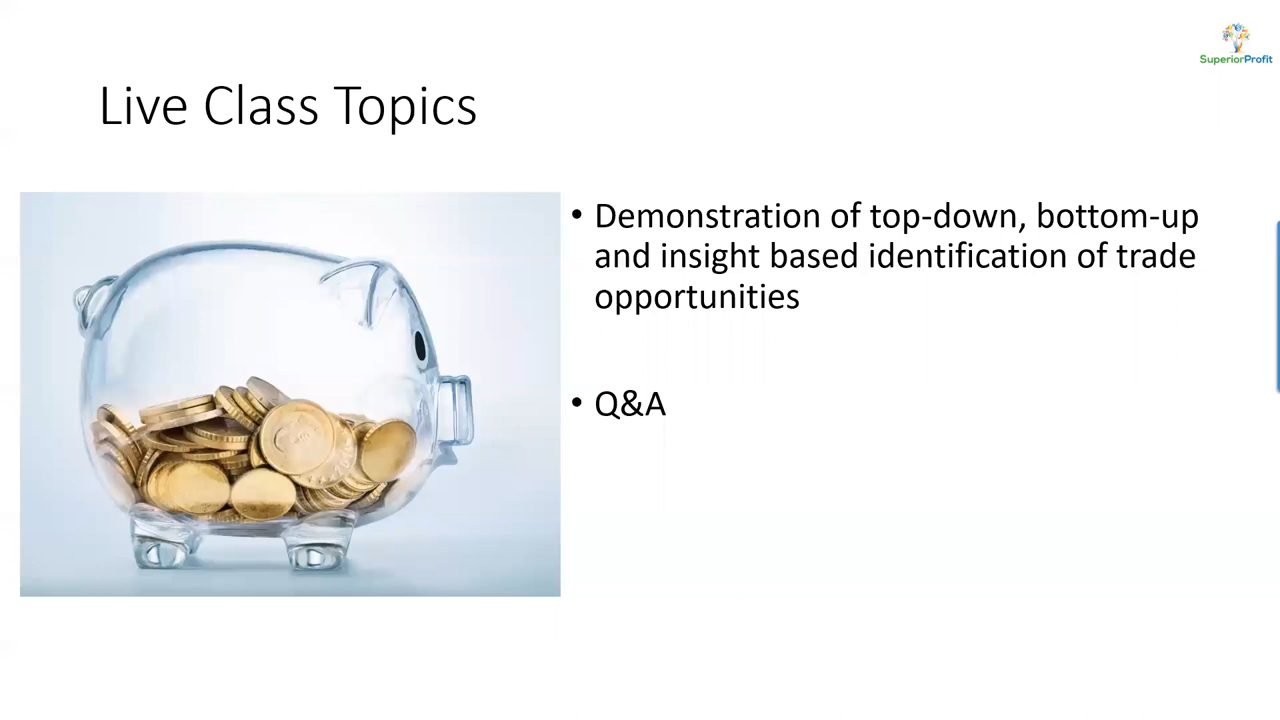 SuperiorProfit
Live Class Topics
• Demonstration of top-down, bottom-up
and insight based identification of trade
opportunities
• Q&A